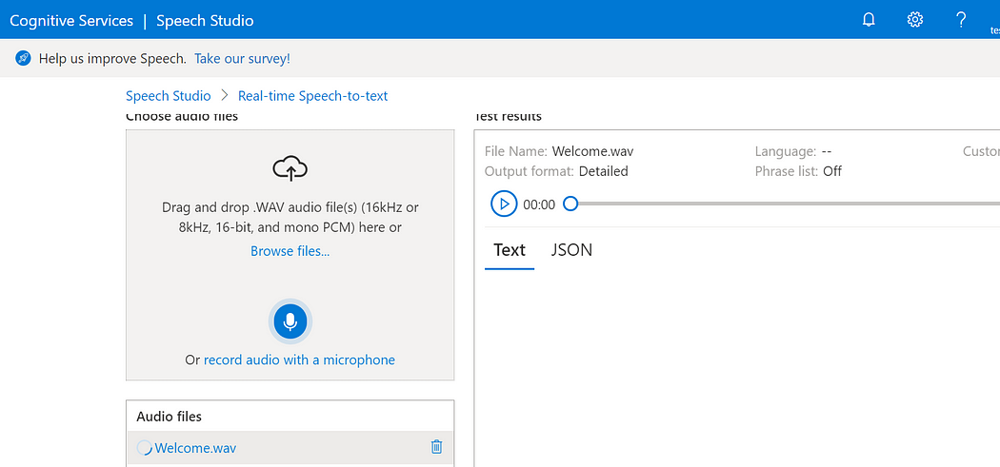 Cognitive Services | Speech Studio
tes
Help us improve Speech. Take our survey!
Speech Studio > Real-time Speech-to-text
Choose audio files
Drag and drop .WAV audio file(s) (16kHz or
8kHz, 16-bit, and mono PCM) here or
Browse files...
Or record audio with a microphone
Audio files
Welcome.wav
Test results
File Name: Welcome.wav
Language: --
Custom
Output format: Detailed
Phrase list: Off
00:00
Text
JSON